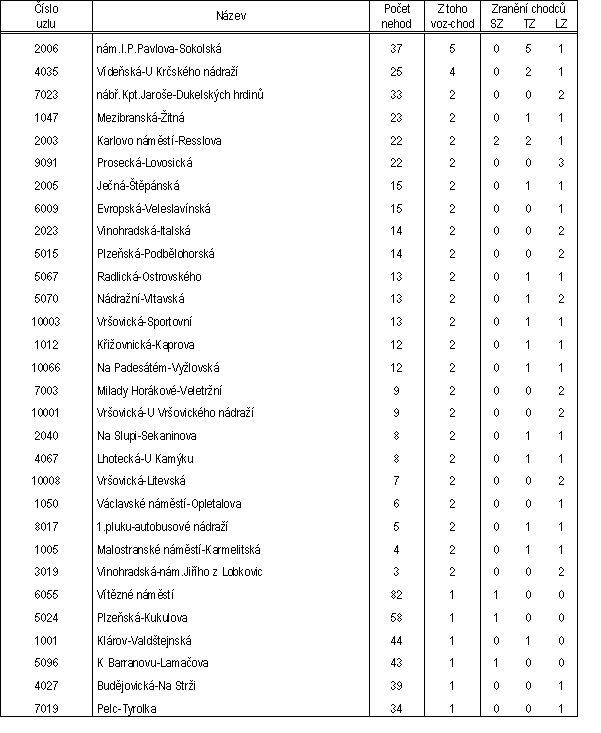 Číslo uzlu Název Počet nehod Z toho voz-chod Zranění chodců SZ TZ LZ
2006 nám.I.P.Pavlova-Sokolská 37 5 0 5 1
4035 Vídeňská-U Krčského nádraží 25 4 0 2 1
7023 nábř.Kpt.Jaroše-Dukelských hrdinů 33 2 0 0 2
1047 Mezibranská-Žitná 23 2 0 1 1
2003 Karlovo náměstí-Resslova 22 2 2 2 1
9091 Prosecká-Lovosická 22 2 0 0 3
2005 Ječná-Štěpánská 15 2 0 1 1
6009 Evropská-Veleslavínská 15 2 0 0 1
2023 Vinohradská-Italská 14 2 0 0 2
5015 Plzeňská-Podbělohorská 14 2 0 0 2
5067 Radlická-Ostrovského 13 2 0 1 1
5070 Nádražní-Vltavská 13 2 0 1 2
10003 Vršovická-Sportovní 13 2 0 1 1
1012 Křižovnická-Kaprova 12 2 0 1 1
10066 Na Padesátém-Vyžlovská 12 2 0 1 1
7003 Milady Horákové-Veletržní 9 2 0 0 2
10001 Vršovická-U Vršovického nádraží 9 2 0 0 2
2040 Na Slupi-Sekaninova 8 2 0 1 1
4067 Lhotecká-U Kamýku 8 2 0 1 1
10008 Vršovická-Litevská 7 2 0 0 2
1050 Václavské náměstí-Opletalova 6 2 0 0 1
8017 1.pluku-autobusové nádraží 5 2 0 1 1
1005 Malostranské náměstí-Karmelitská 4 2 0 1 1
3019 Vinohradská-nám.Jiřího z Lobkovic 3 2 0 0 2
6055 Vítězné náměstí 82 1 1 0 0
5024 Plzeňská-Kukulova 58 1 1 0 0
1001 Klárov-Valdštejnská 44 1 0 1 0
5096 K Barranovu-Lamačova 43 1 1 0 0
4027 Budějovická-Na Strži 39 1 0 0 1
7019 Pelc-Tyrolka 34 1 0 0 1